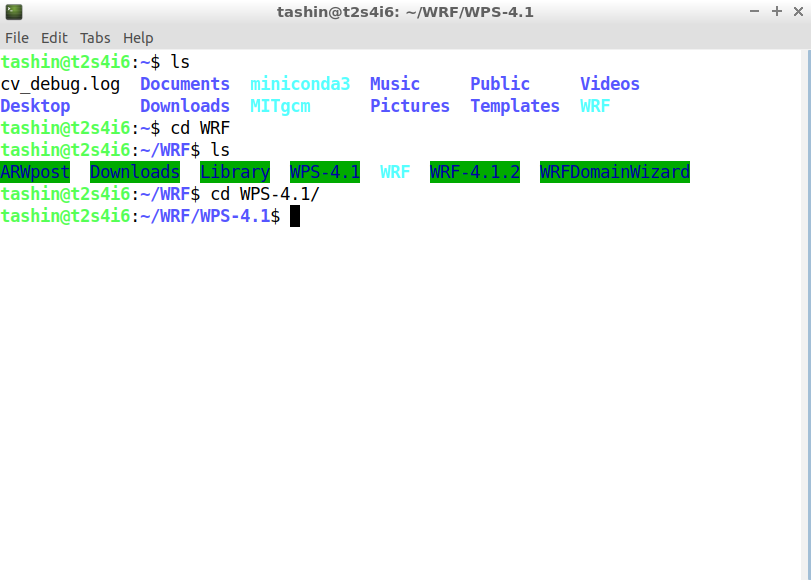 tashin@t2s4i6: ~/WRF/WPS-4.1
File Edit Tabs Help
tashin@t2s4i6:~$ ls
cv_debug.log Documents miniconda3 Music Public Videos
Desktop Downloads MITgcm Pictures Templates WRF
tashin@t2s4i6:~$ cd WRF
tashin@t2s4i6:~/WRF$ ls
ARWpost Downloads Library WPS-4.1 WRF WRF-4.1.2 WRFDomainWizard
tashin@t2s4i6:~/WRF$ cd WPS-4.1/
tashin@t2s4i6:~/WRF/WPS-4.1$